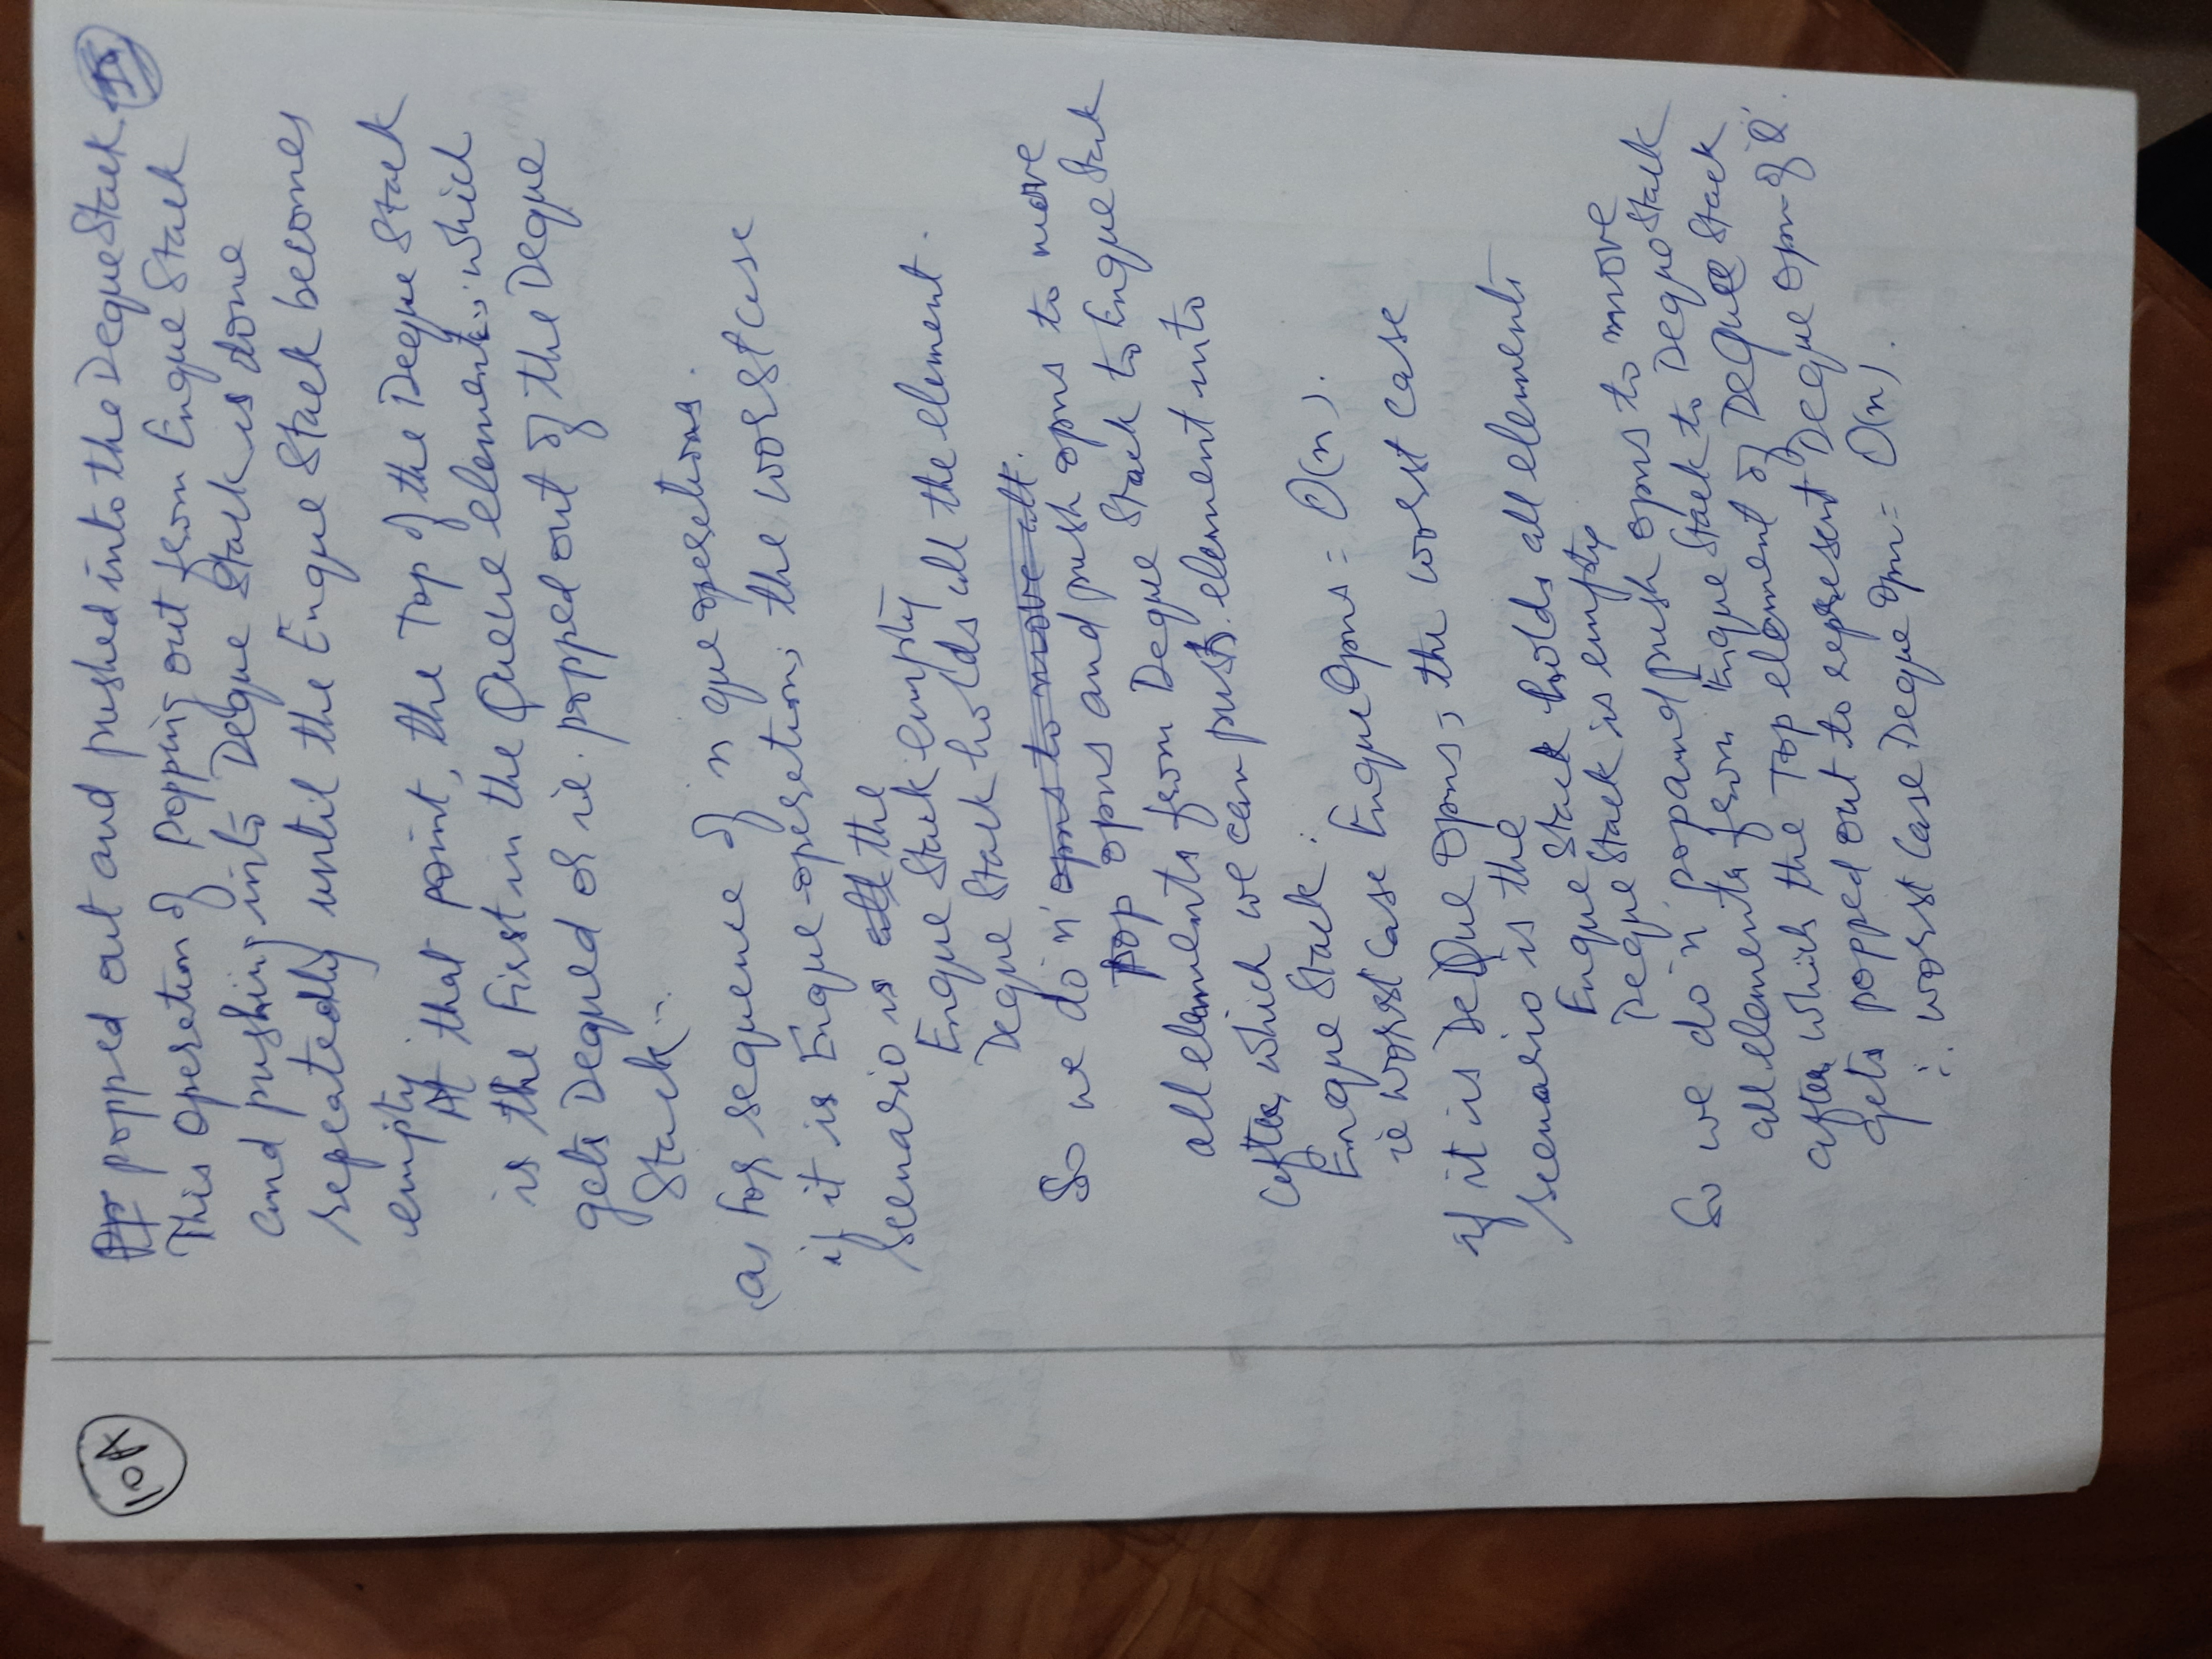 10A
popped out and pushed into the Deque Stack.
This operation of popping out from Enque Stack
and pushing into Deque Stack is done
repeatedly until the Enque Stack becomes
empty.
At that point, the Top of the Deque Stack
is the First in the Queue element, which
gets Dequed or ie. popped out of the Deque
Stack.
(a) For sequence of n que operations.
if it is Enque operation, the worst case
scenario is all the
Enque Stack empty
Deque Stack holds all the element.
So we do 'n' opns to move all.
pop opns and push opns to move
all elements from Deque Stack to Enque Stack
after which we can push element into
Enque Stack.
ie worst Case Enque Opns = O(n).
if it is DeQue opns, the worst case
scenario is the
Enque Stack holds all elements
Deque Stack is empty
So we do 'n' pop and push opns to move
all elements from Enque Stack to Deque Stack
after which the Top element of Deque Stack
gets popped out to represent Deque opn of 'Q'.
∴ worst Case Deque opn = O(n).